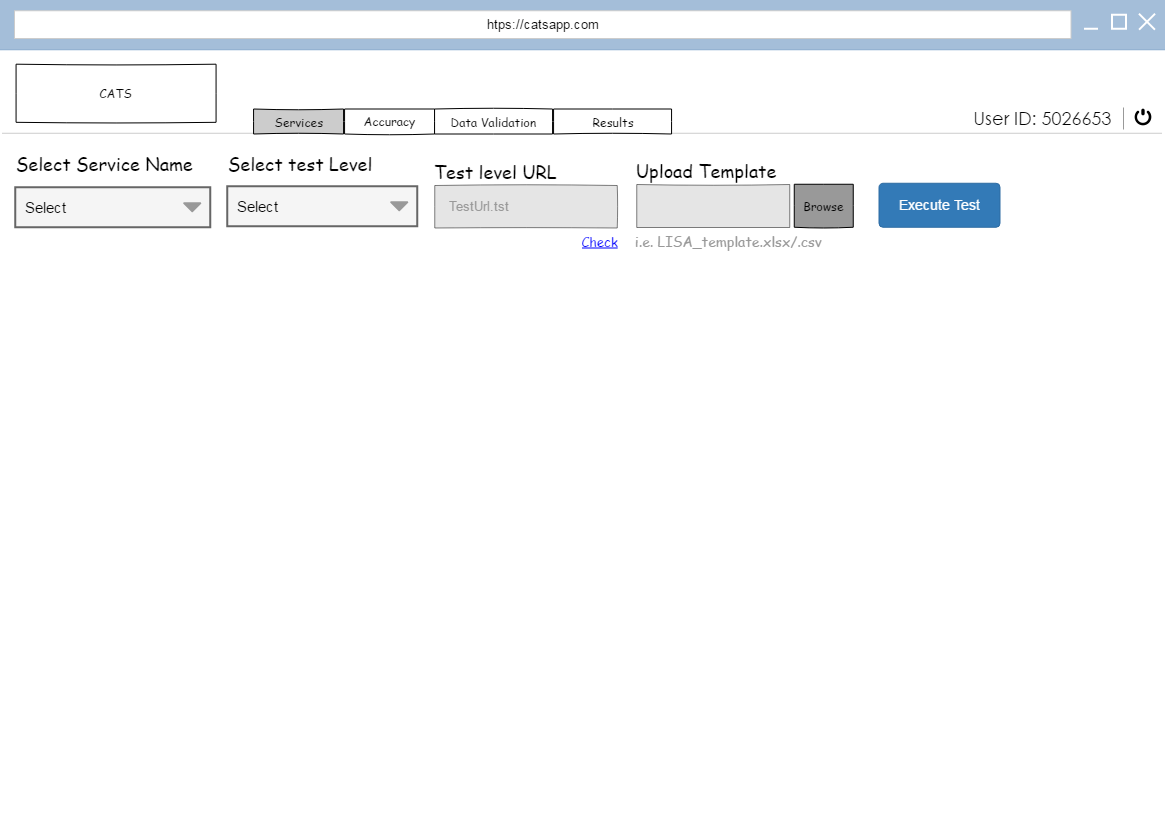 htps://catsapp.com
CATS
Services Accuracy Data Validation Results User ID: 5026653
Select Service Name Select test Level Test level URL Upload Template
Select Select TestUrl.tst Browse Execute Test
Check i.e. LISA_template.xlsx/.csv